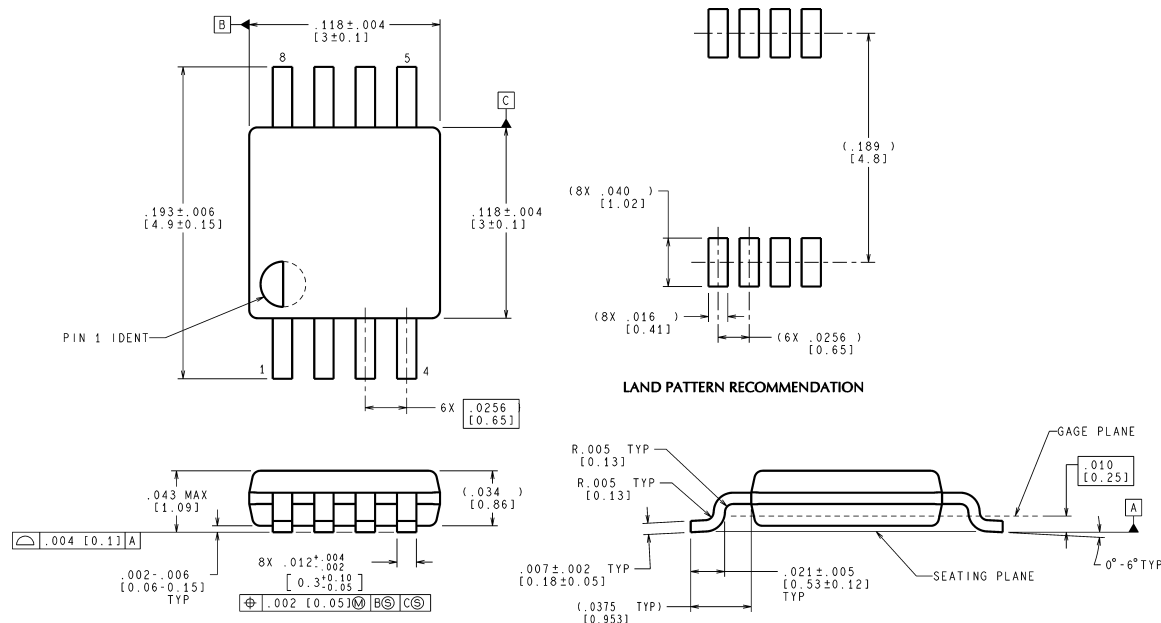 B
.118±.004
[3±0.1]
8
5
C
.193±.006
[4.9±0.15]
.118±.004
[3±0.1]
PIN 1 IDENT
1
4
6X .0256
[0.65]
(.189 )
[4.8]
(8X .040 )
[1.02]
(8X .016 )
[0.41]
(6X .0256 )
[0.65]
LAND PATTERN RECOMMENDATION
.043 MAX
[1.09]
(.034 )
[0.86]
⌓ .004 [0.1] A
.002-.006
[0.06-0.15]
TYP
8X .012 +.004 -.002
[0.3 +0.10 -0.05]
⌖ .002 [0.05]Ⓜ BⓈ CⓈ
R.005 TYP
[0.13]
R.005 TYP
[0.13]
GAGE PLANE
.010
[0.25]
A
0°-6° TYP
.007±.002 TYP
[0.18±0.05]
.021±.005
[0.53±0.12]
TYP
SEATING PLANE
(.0375 TYP)
[0.953]